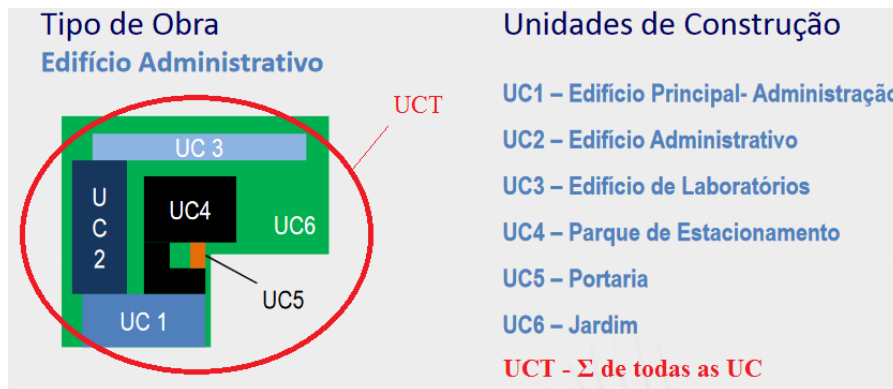 Tipo de Obra
Edifício Administrativo
UCT
UC 3
U
C
2
UC4
UC6
UC5
UC 1
Unidades de Construção
UC1 – Edifício Principal- Administração
UC2 – Edifício Administrativo
UC3 – Edifício de Laboratórios
UC4 – Parque de Estacionamento
UC5 – Portaria
UC6 – Jardim
UCT - Σ de todas as UC